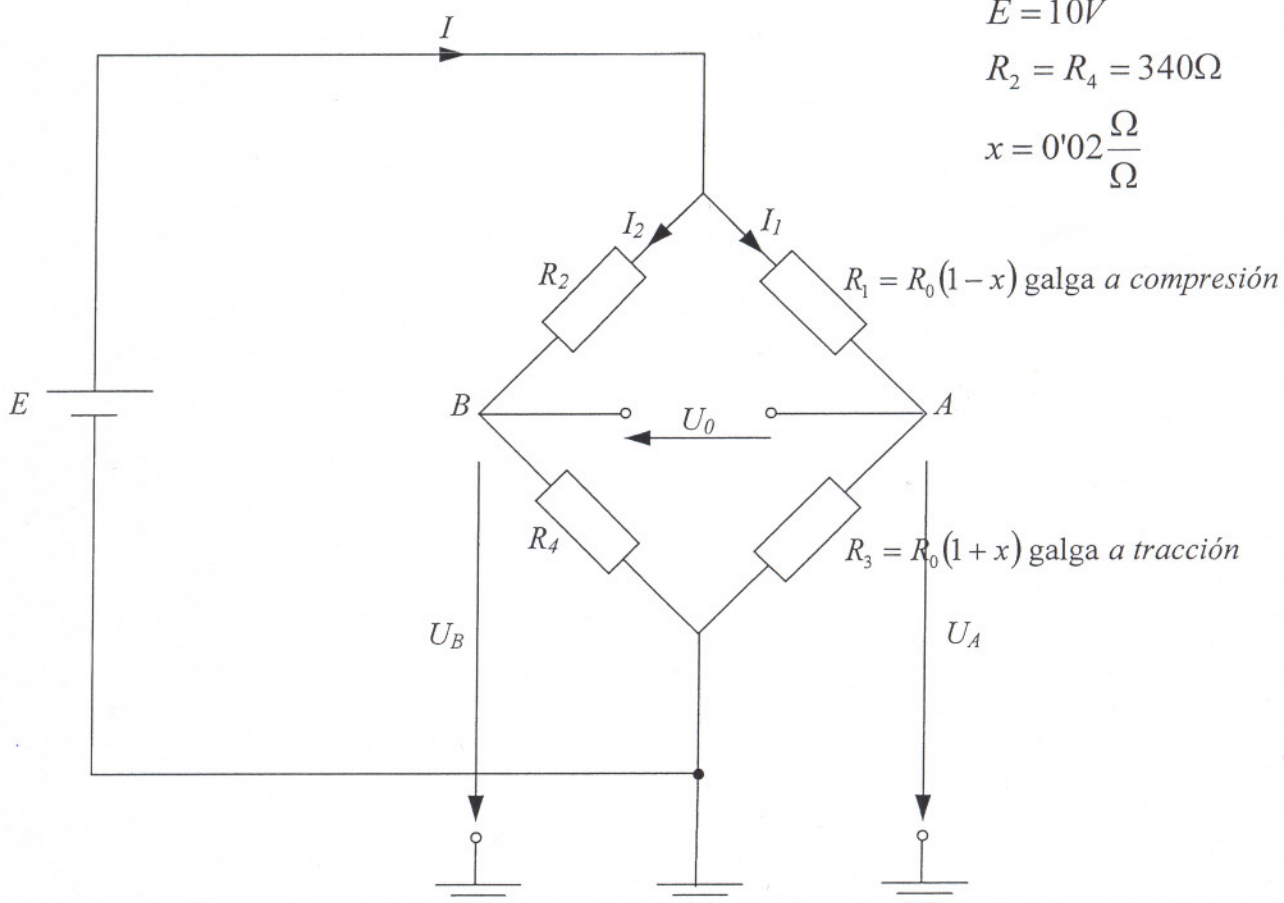 I
E = 10V
R₂ = R₄ = 340Ω
x = 0'02 Ω/Ω
I₂
I₁
R₂
R₁ = R₀(1 − x) galga a compresión
E
B
U₀
A
R₄
R₃ = R₀(1 + x) galga a tracción
U_B
U_A